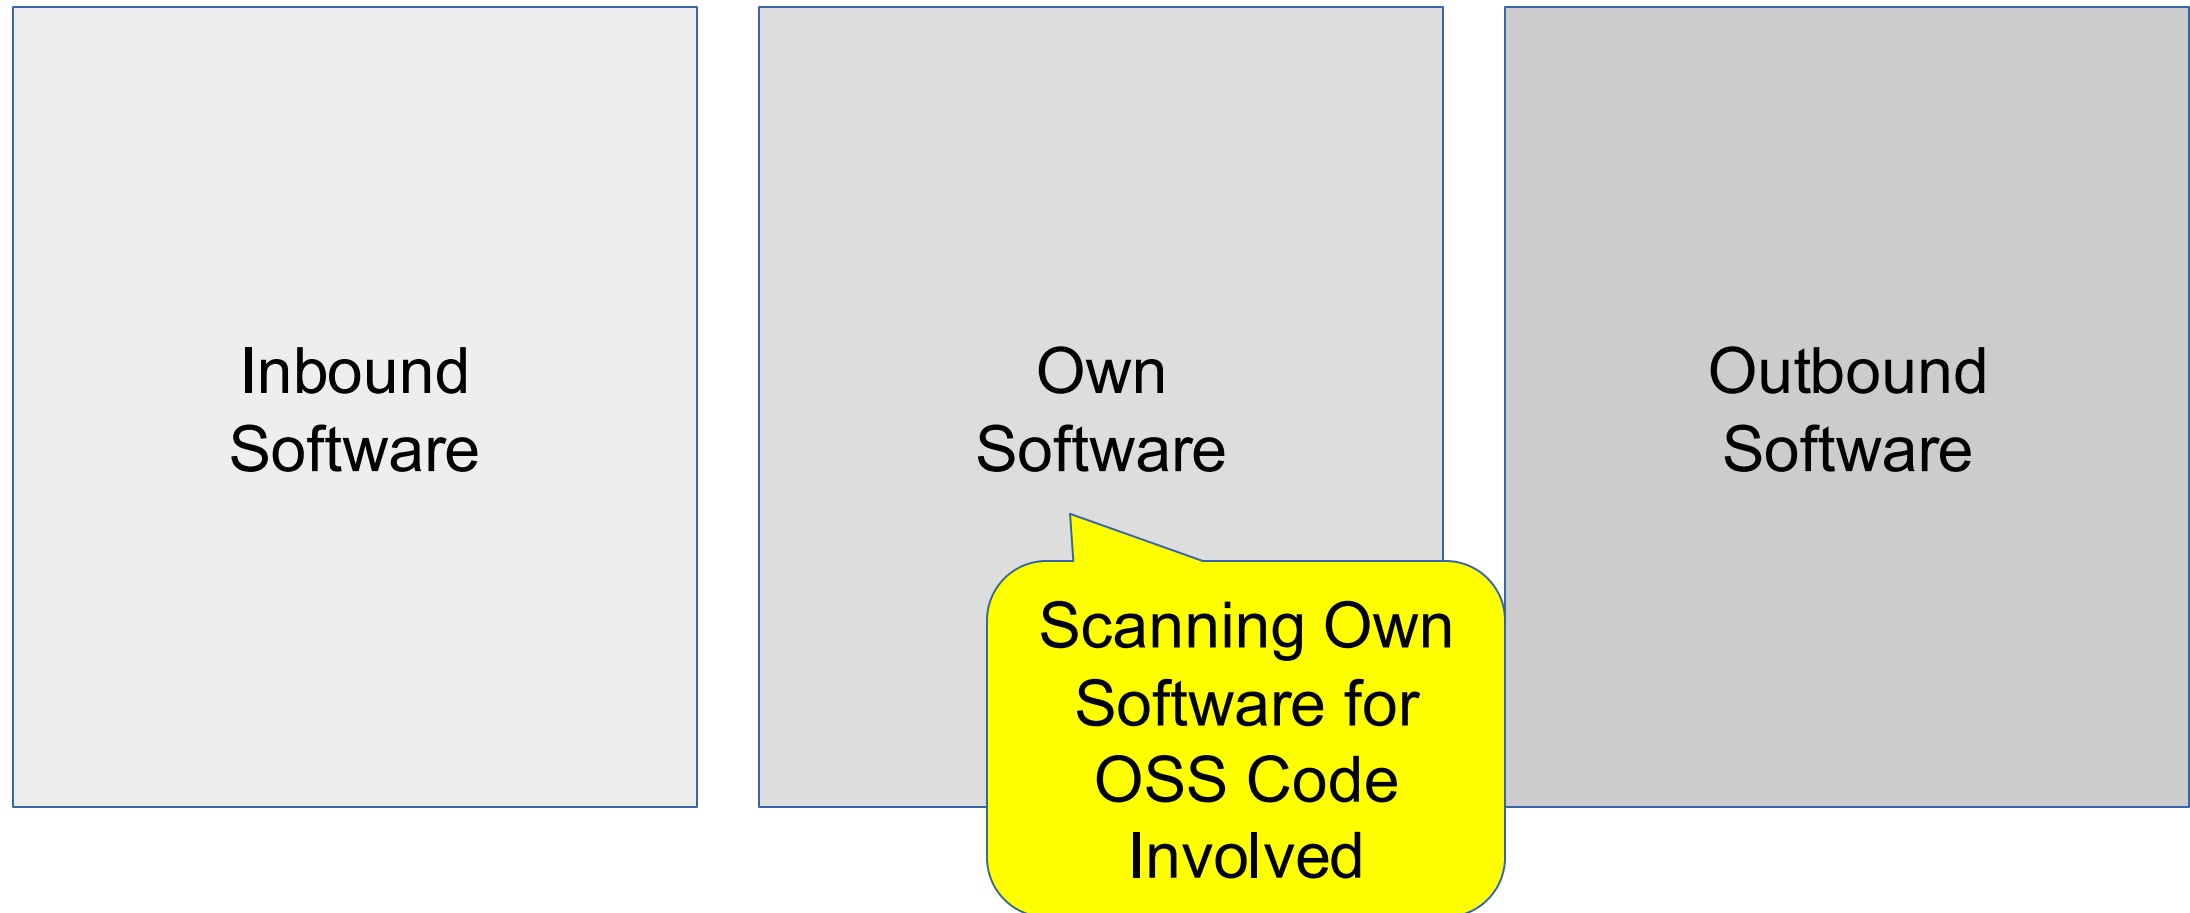 Inbound
Software
Own
Software
Outbound
Software
Scanning Own
Software for
OSS Code
Involved